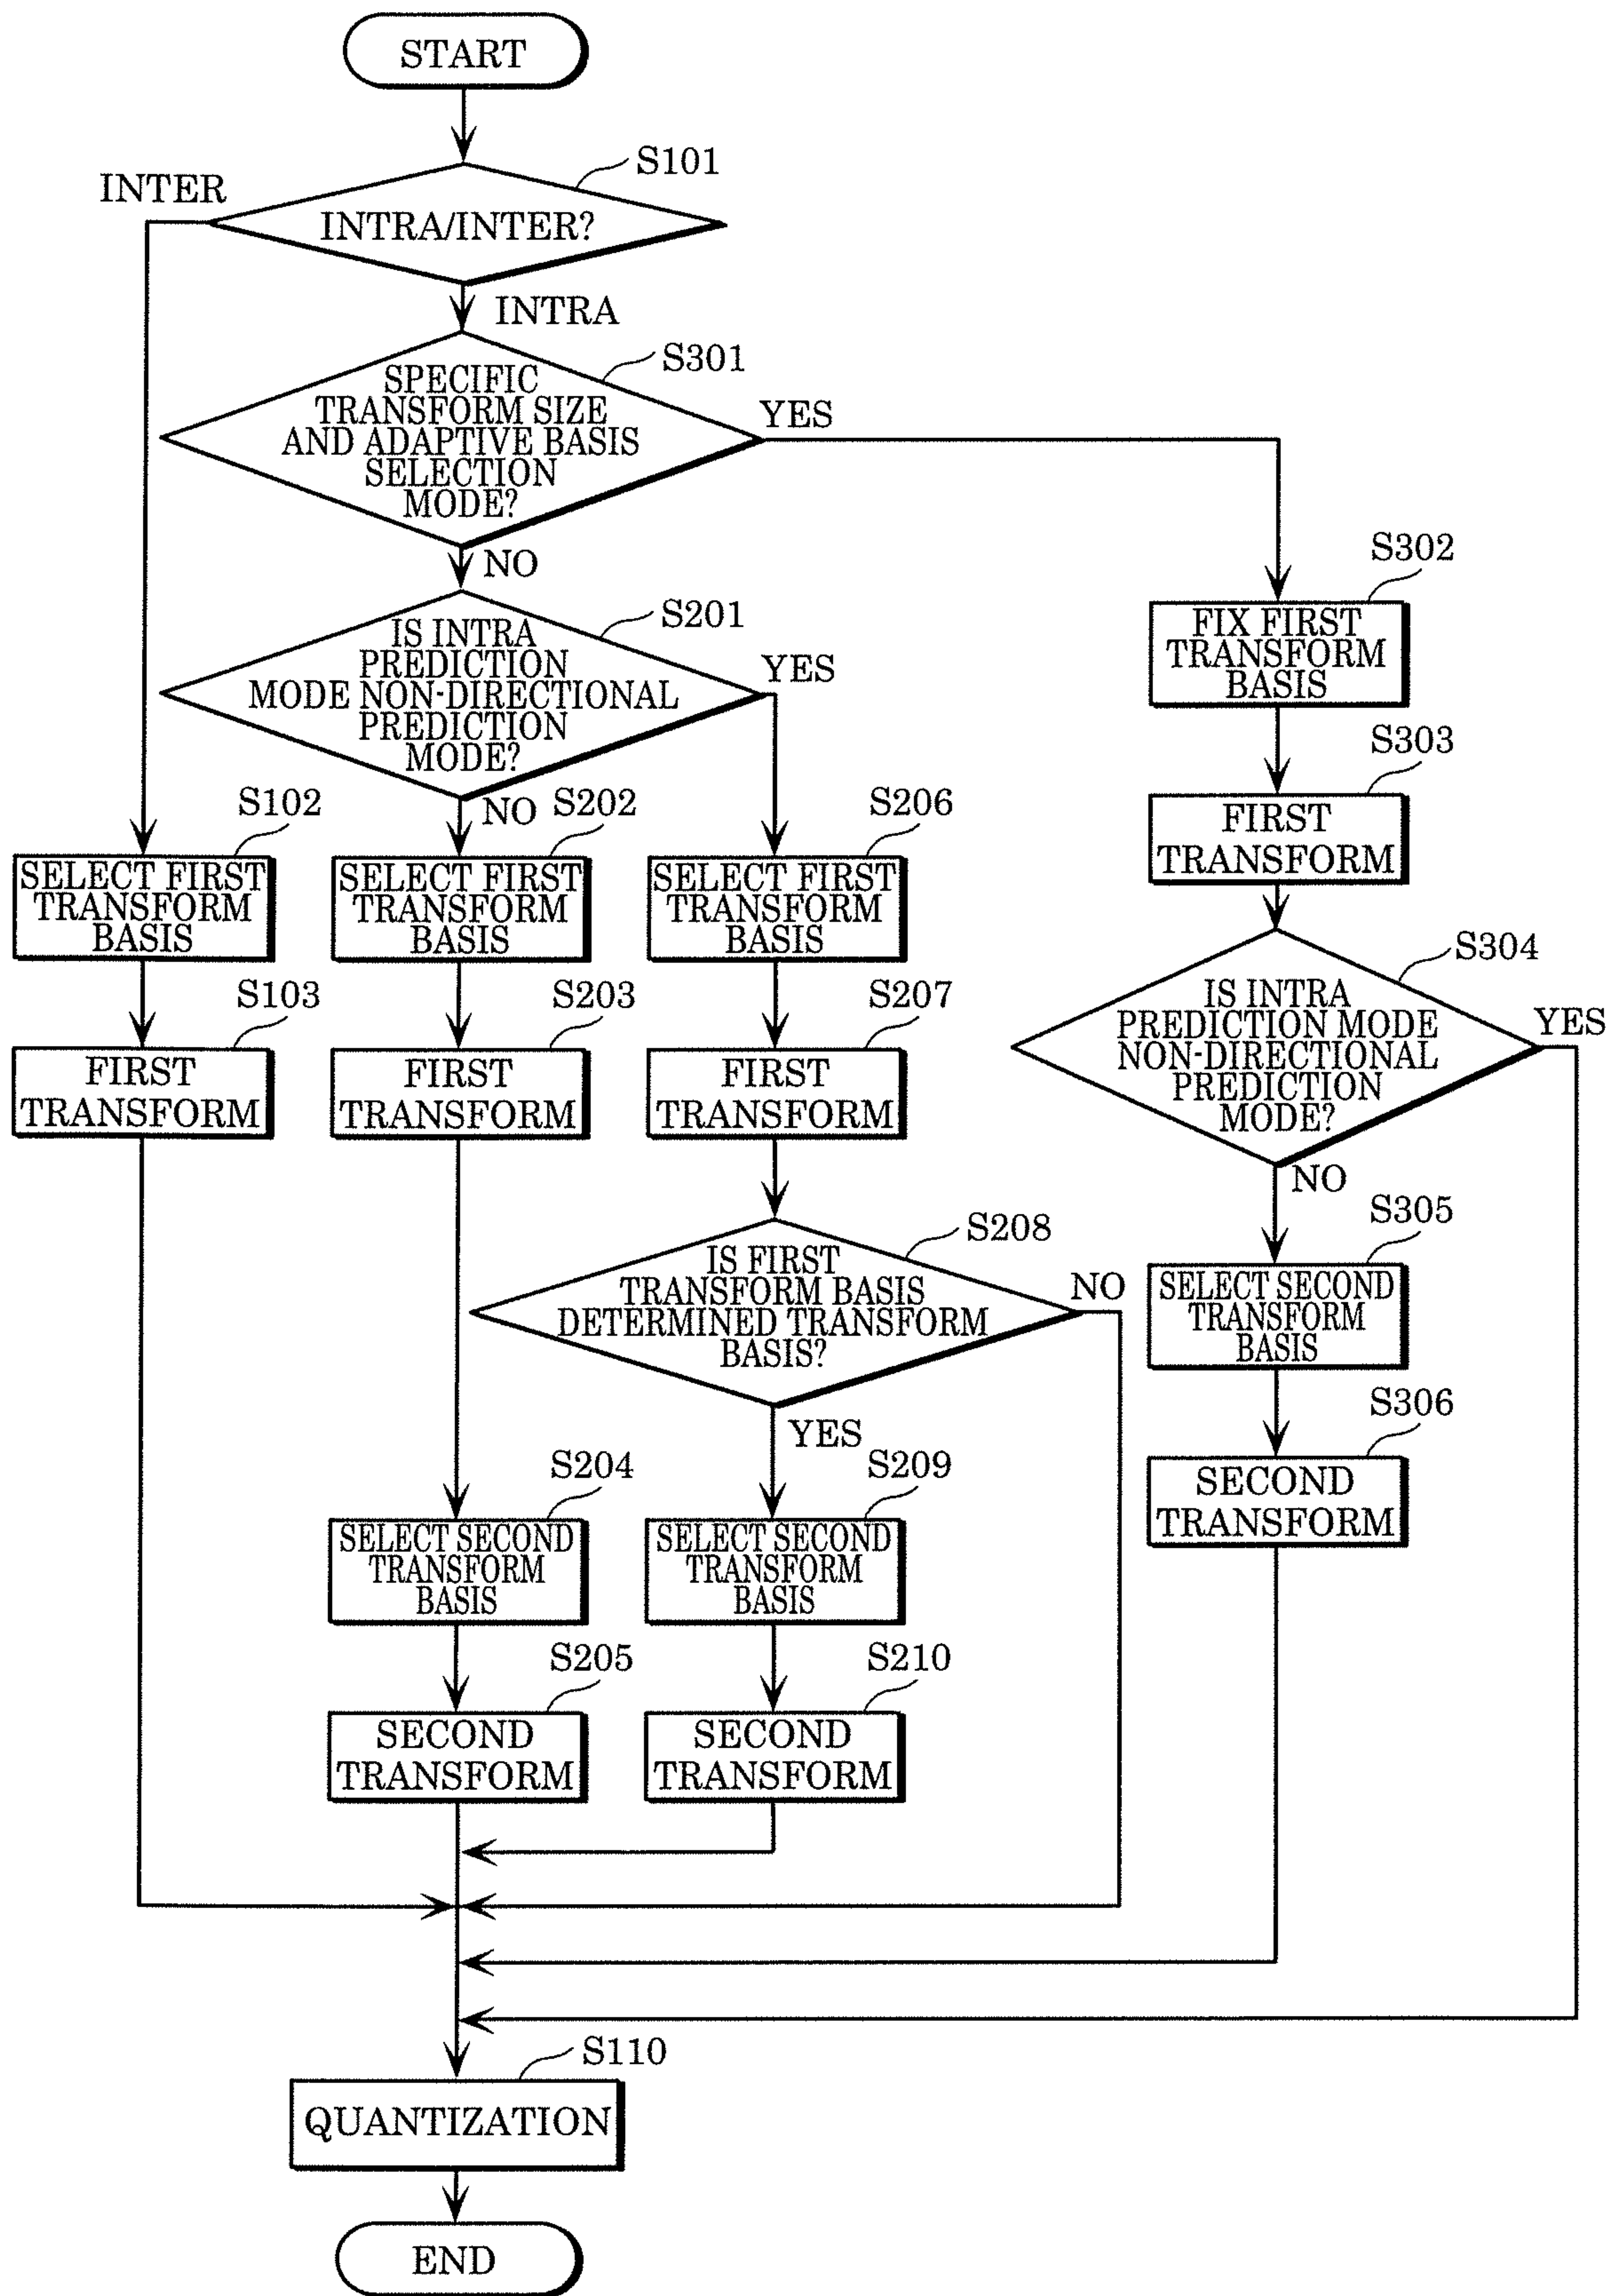 START
S101
INTER
INTRA/INTER?
INTRA
S301
SPECIFIC
TRANSFORM SIZE
AND ADAPTIVE BASIS
SELECTION
MODE?
YES
NO
S201
IS INTRA
PREDICTION
MODE NON-DIRECTIONAL
PREDICTION
MODE?
YES
NO
S302
FIX FIRST
TRANSFORM
BASIS
S303
FIRST
TRANSFORM
S102
SELECT FIRST
TRANSFORM
BASIS
S202
SELECT FIRST
TRANSFORM
BASIS
S206
SELECT FIRST
TRANSFORM
BASIS
S103
FIRST
TRANSFORM
S203
FIRST
TRANSFORM
S207
FIRST
TRANSFORM
S304
IS INTRA
PREDICTION MODE
NON-DIRECTIONAL
PREDICTION
MODE?
YES
NO
S208
IS FIRST
TRANSFORM BASIS
DETERMINED TRANSFORM
BASIS?
NO
YES
S305
SELECT SECOND
TRANSFORM
BASIS
S306
SECOND
TRANSFORM
S204
SELECT SECOND
TRANSFORM
BASIS
S209
SELECT SECOND
TRANSFORM
BASIS
S205
SECOND
TRANSFORM
S210
SECOND
TRANSFORM
S110
QUANTIZATION
END